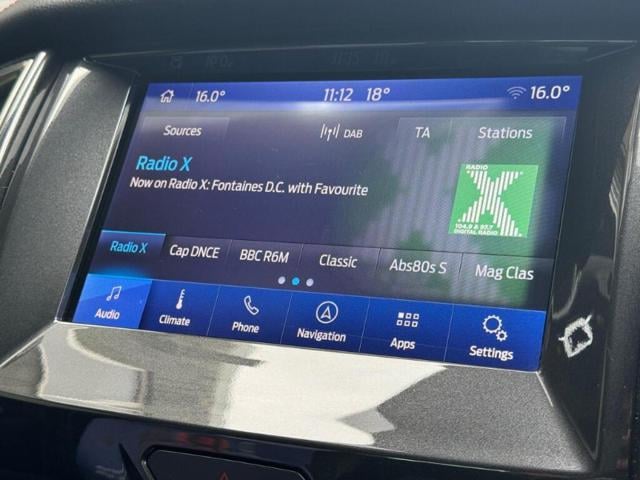 16.0° 11:12 18° 16.0°
Sources DAB TA Stations
Radio X
Now on Radio X: Fontaines D.C. with Favourite
RADIO
X
104.9 & 97.7
DIGITAL RADIO
Radio X Cap DNCE BBC R6M Classic Abs80s S Mag Clas
Audio Climate Phone Navigation Apps Settings